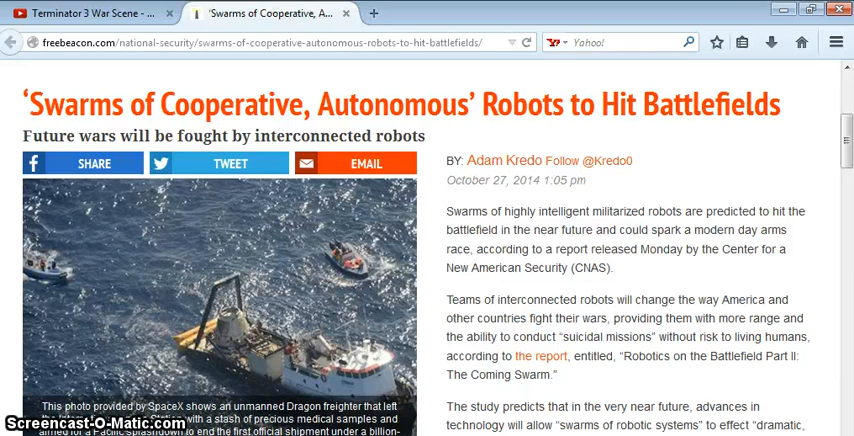 Terminator 3 War Scene - ...
'Swarms of Cooperative, A...
freebeacon.com/national-security/swarms-of-cooperative-autonomous-robots-to-hit-battlefields/
Yahoo!
'Swarms of Cooperative, Autonomous' Robots to Hit Battlefields
Future wars will be fought by interconnected robots
SHARE
TWEET
EMAIL
BY: Adam Kredo Follow @Kredo0
October 27, 2014 1:05 pm
Swarms of highly intelligent militarized robots are predicted to hit the
battlefield in the near future and could spark a modern day arms
race, according to a report released Monday by the Center for a
New American Security (CNAS).
Teams of interconnected robots will change the way America and
other countries fight their wars, providing them with more range and
the ability to conduct "suicidal missions" without risk to living humans,
according to the report, entitled, "Robotics on the Battlefield Part II:
The Coming Swarm."
The study predicts that in the very near future, advances in
technology will allow "swarms of robotic systems" to effect "dramatic,
This photo provided by SpaceX shows an unmanned Dragon freighter that left
with a stash of precious medical samples and
Pacific splashdown to end the first official shipment under a billion-
Screencast-O-Matic.com